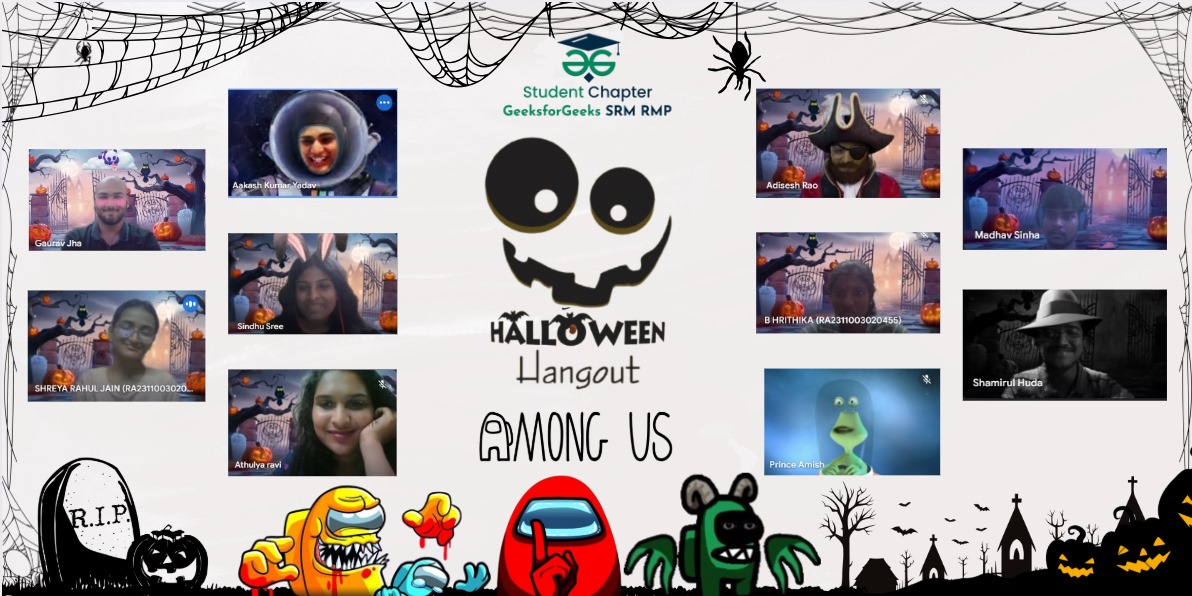 Student Chapter
GeeksforGeeks SRM RMP
Aakash Kumar Yadav
Adisesh Rao
Gaurav Jha
Madhav Sinha
Sindhu Sree
B HRITHIKA (RA2311003020455)
HALLOWEEN
Hangout
SHREYA RAHUL JAIN (RA2311003020...
Shamirul Huda
AMONG US
Athulya ravi
Prince Amish
R.I.P.